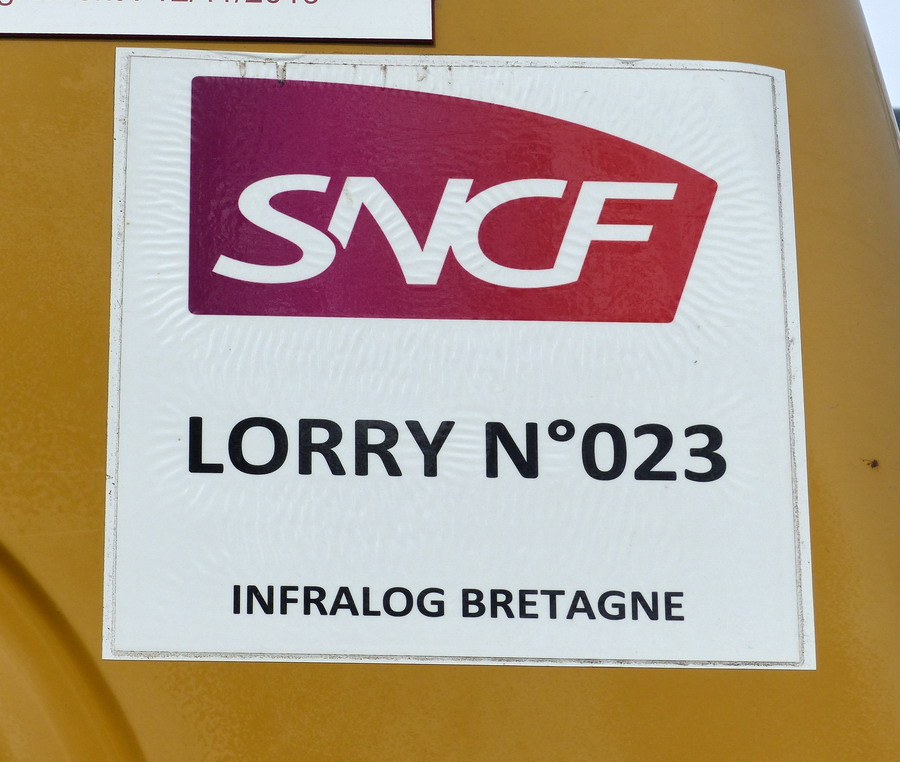 SNCF
LORRY N°023
INFRALOG BRETAGNE